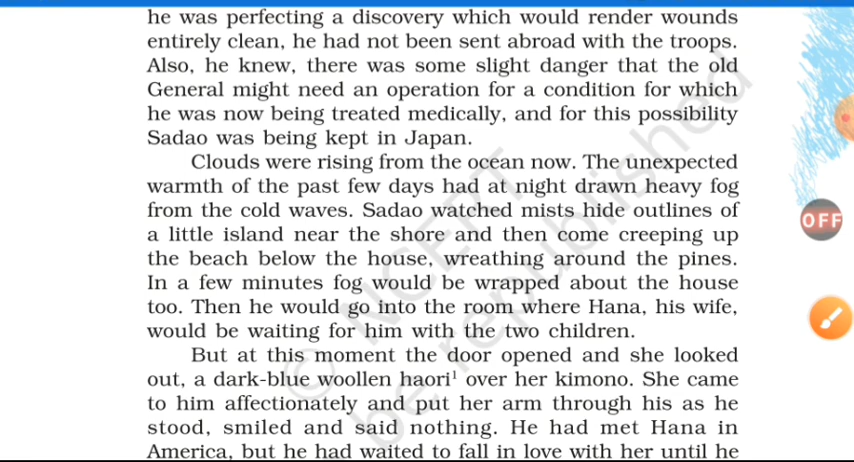 he was perfecting a discovery which would render wounds
entirely clean, he had not been sent abroad with the troops.
Also, he knew, there was some slight danger that the old
General might need an operation for a condition for which
he was now being treated medically, and for this possibility
Sadao was being kept in Japan.
Clouds were rising from the ocean now. The unexpected
warmth of the past few days had at night drawn heavy fog
from the cold waves. Sadao watched mists hide outlines of
a little island near the shore and then come creeping up
the beach below the house, wreathing around the pines.
In a few minutes fog would be wrapped about the house
too. Then he would go into the room where Hana, his wife,
would be waiting for him with the two children.
But at this moment the door opened and she looked
out, a dark-blue woollen haori¹ over her kimono. She came
to him affectionately and put her arm through his as he
stood, smiled and said nothing. He had met Hana in
America, but he had waited to fall in love with her until he
OFF
© NCERT
be republished